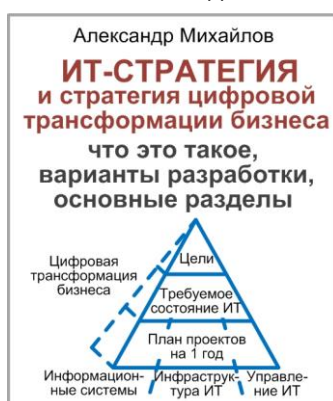 Александр Михайлов
ИТ-СТРАТЕГИЯ
и стратегия цифровой
трансформации бизнеса
что это такое,
варианты разработки,
основные разделы
Цели
Цифровая
трансформация
бизнеса
Требуемое
состояние ИТ
План проектов
на 1 год
Информацион-
ные системы
Инфраструк-
тура ИТ
Управле-
ние ИТ